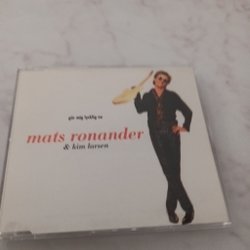 gör mig lycklig nu
mats ronander
& kim larsen